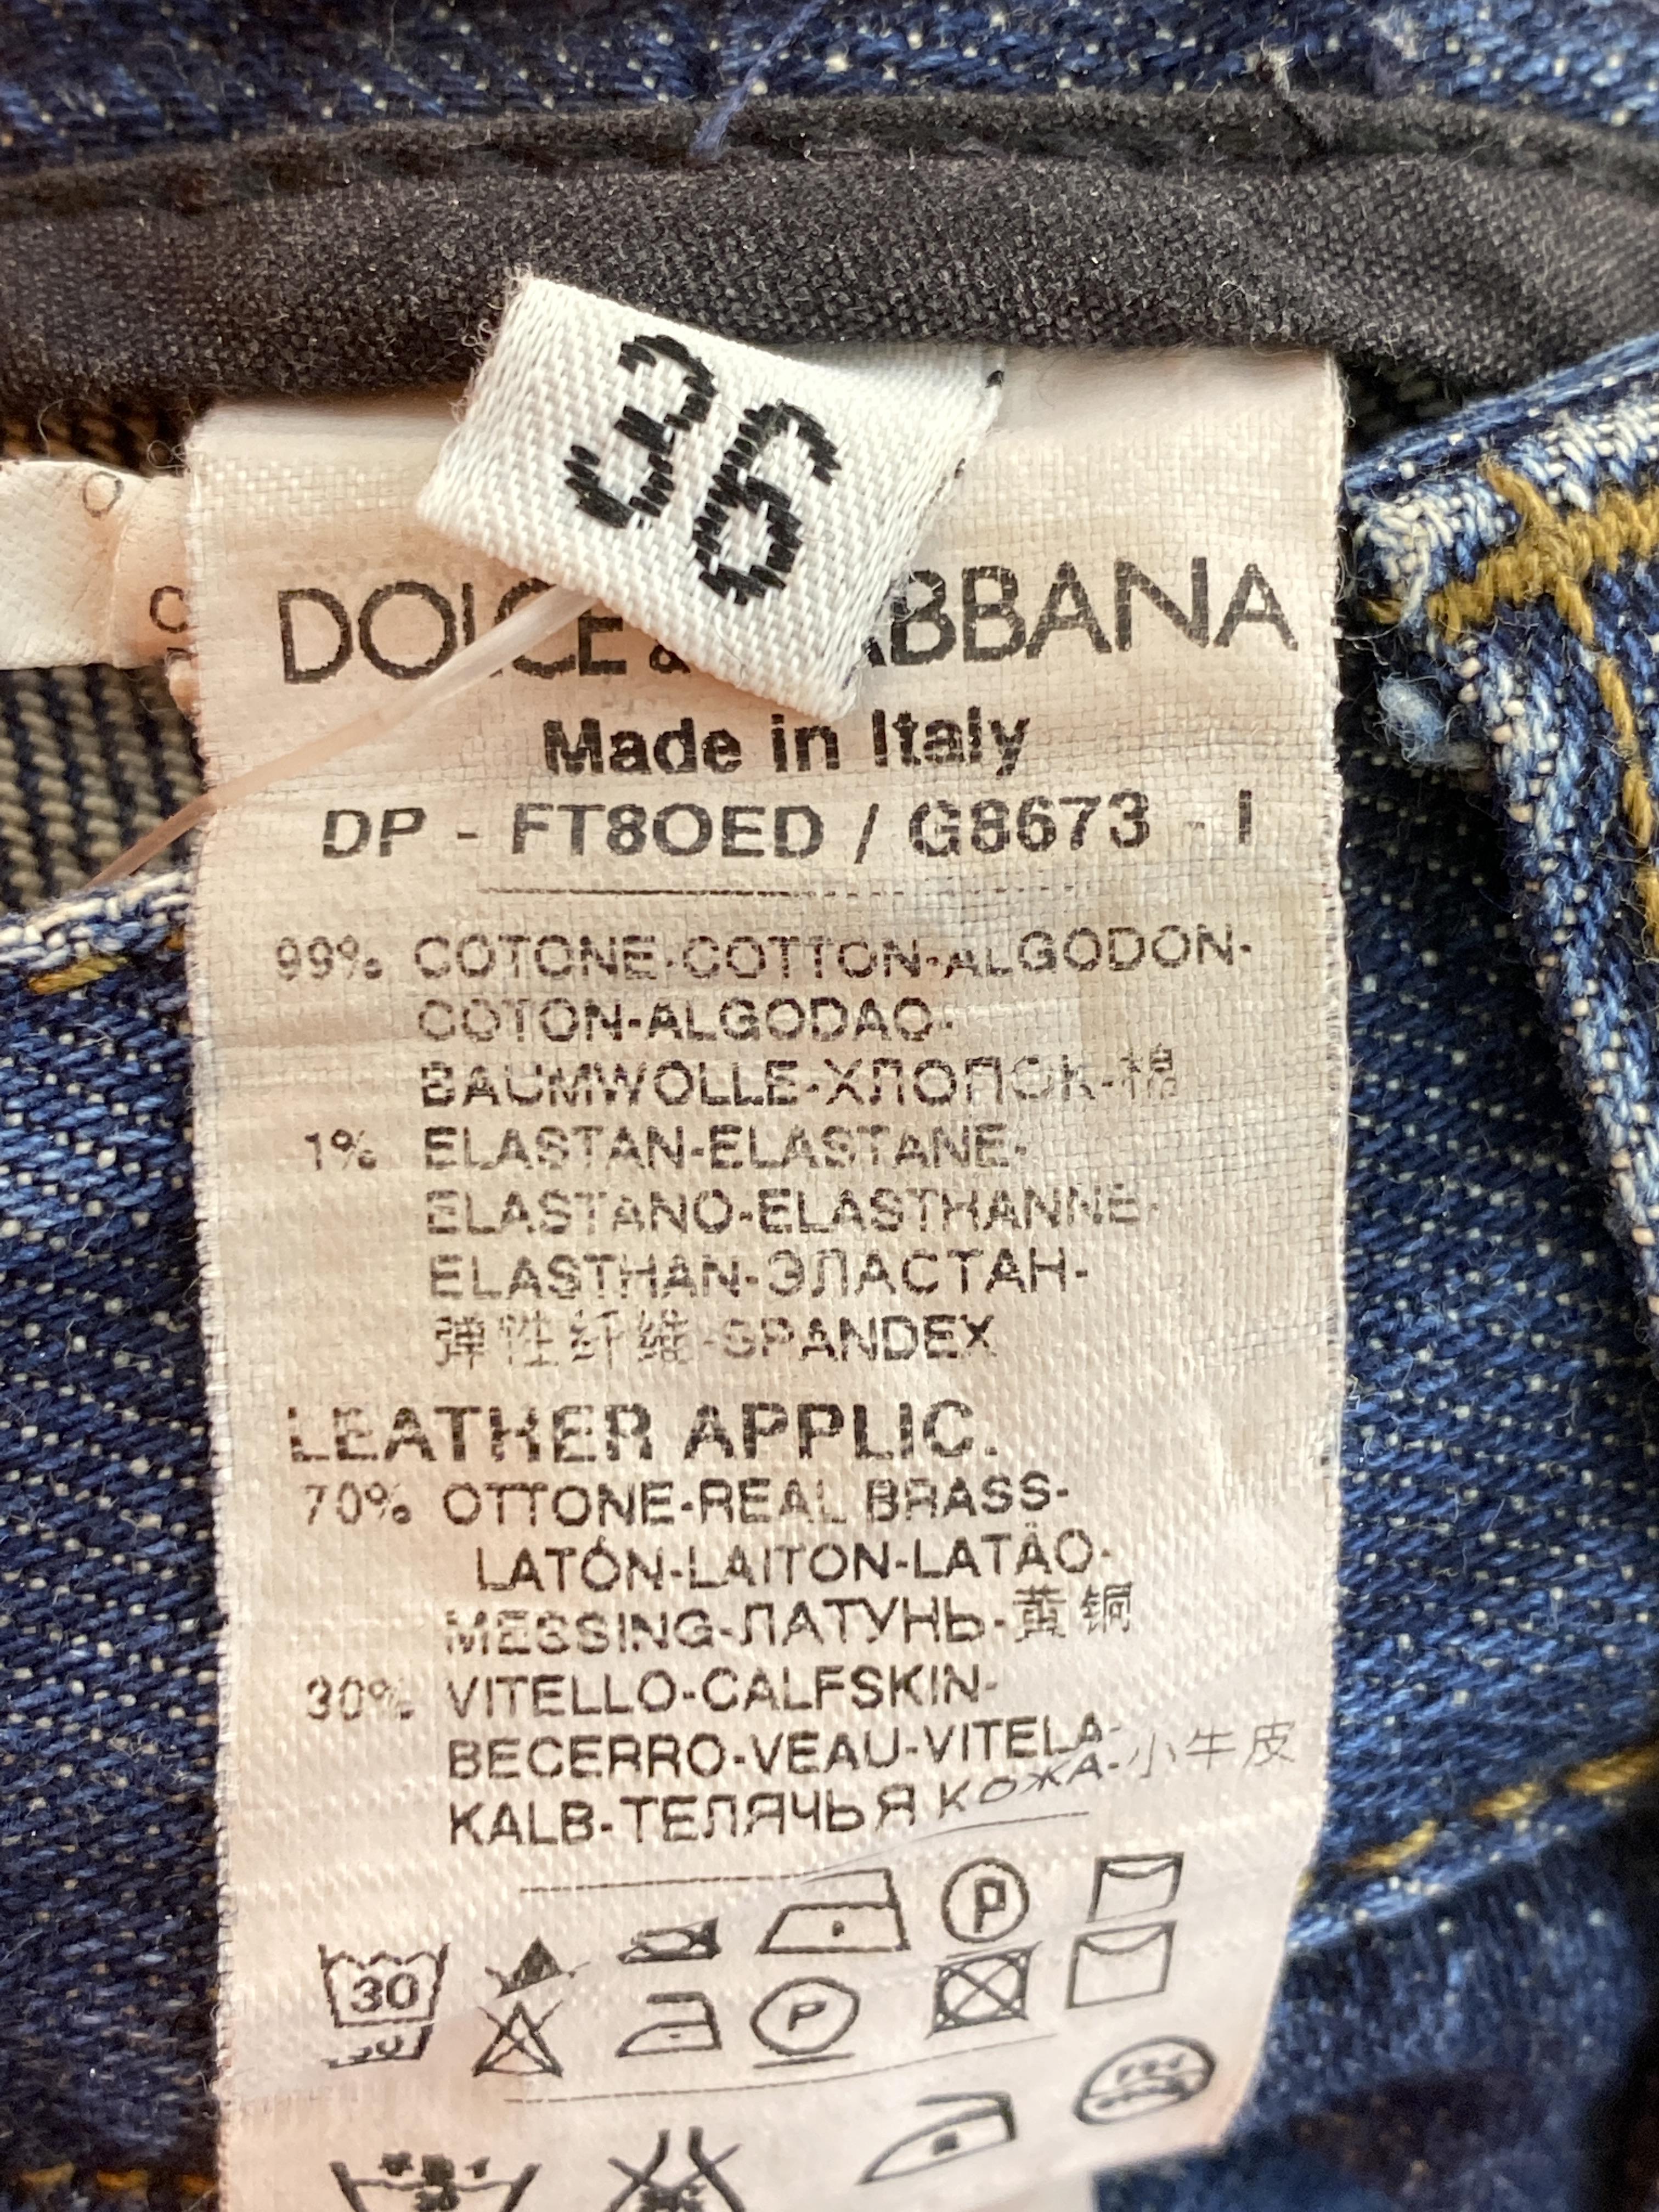 36
DOLCE & GABBANA
Made in Italy
DP - FT8OED / G8673 - I
99% COTONE-COTTON-ALGODON-
COTON-ALGODAO-
BAUMWOLLE-ХЛОПОК-棉
1% ELASTAN-ELASTANE-
ELASTANO-ELASTHANNE-
ELASTHAN-ЭЛАСТАН-
弹性纤维-SPANDEX
LEATHER APPLIC.
70% OTTONE-REAL BRASS-
LATÓN-LAITON-LATÃO-
MESSING-ЛАТУНЬ-黄铜
30% VITELLO-CALFSKIN-
BECERRO-VEAU-VITELA-
KALB-ТЕЛЯЧЬЯ КОЖА-小牛皮
P
30
P
30